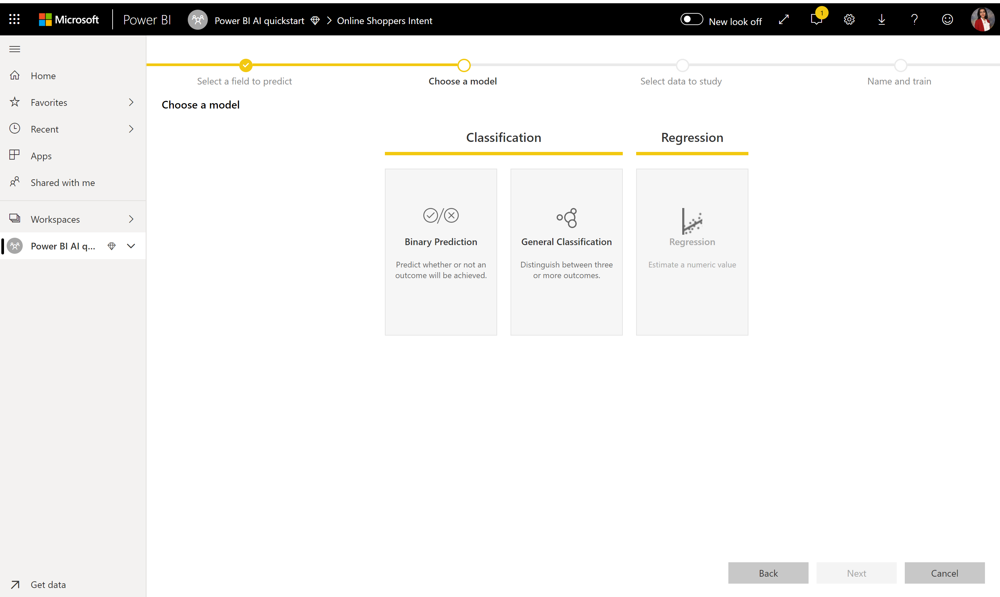 Microsoft
Power BI
Power BI AI quickstart
Online Shoppers Intent
New look off
1
Home
Favorites
Recent
Apps
Shared with me
Workspaces
Power BI AI q...
Get data
Select a field to predict
Choose a model
Select data to study
Name and train
Choose a model
Classification
Regression
Binary Prediction
Predict whether or not an
outcome will be achieved.
General Classification
Distinguish between three
or more outcomes.
Regression
Estimate a numeric value
Back
Next
Cancel